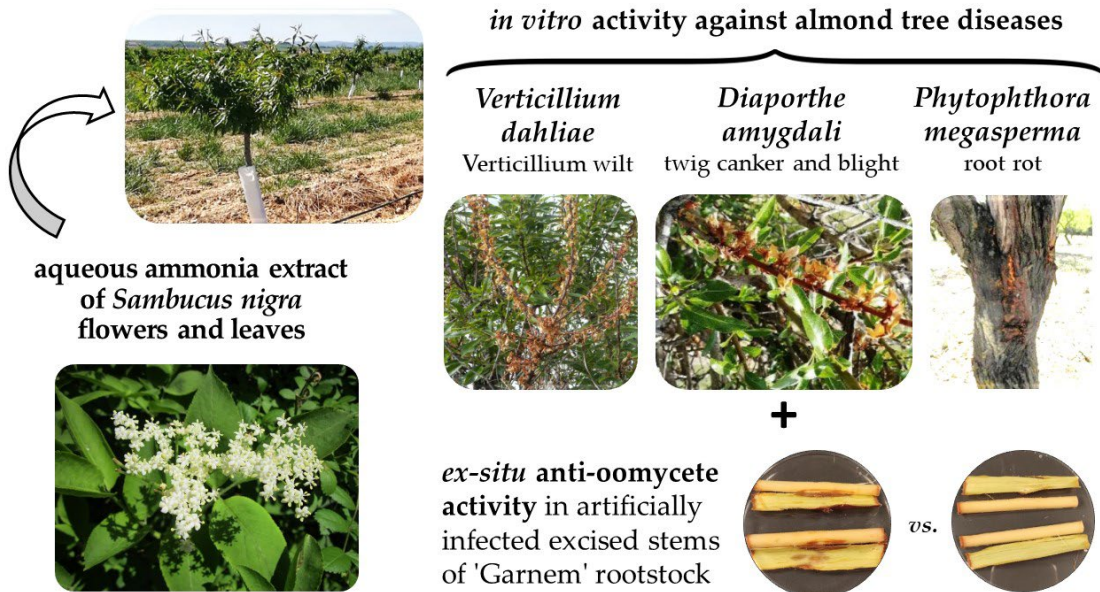 in vitro activity against almond tree diseases
Verticillium
dahliae
Verticillium wilt
Diaporthe
amygdali
twig canker and blight
Phytophthora
megasperma
root rot
aqueous ammonia extract
of Sambucus nigra
flowers and leaves
+
ex-situ anti-oomycete
activity in artificially
infected excised stems
of 'Garnem' rootstock
vs.